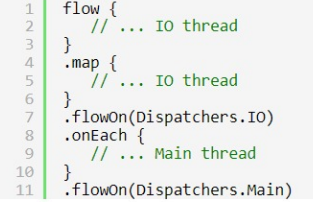 1 flow {
2 // ... IO thread
3 }
4 .map {
5 // ... IO thread
6 }
7 .flowOn(Dispatchers.IO)
8 .onEach {
9 // ... Main thread
10 }
11 .flowOn(Dispatchers.Main)